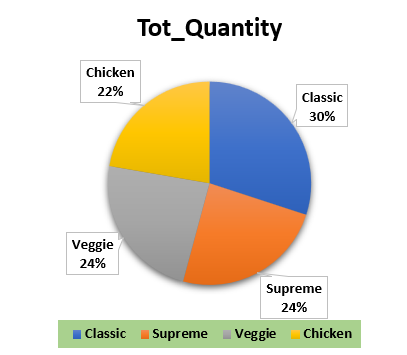 Tot_Quantity
Chicken
22%
Classic
30%
Veggie
24%
Supreme
24%
Classic Supreme Veggie Chicken